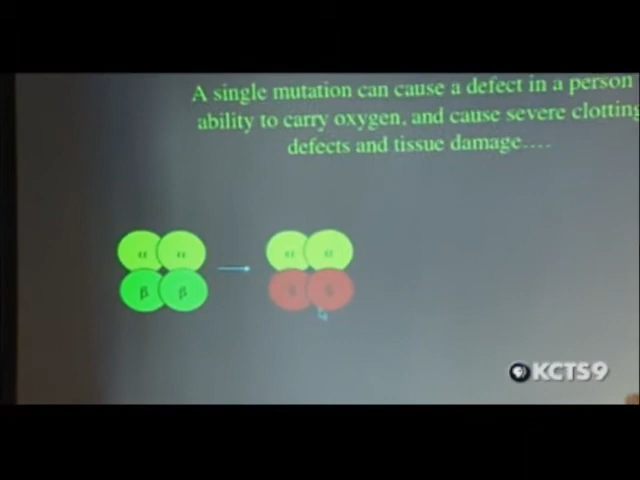 A single mutation can cause a defect in a person
ability to carry oxygen, and cause severe clotting
defects and tissue damage....
α α α α
β β
KCTS9